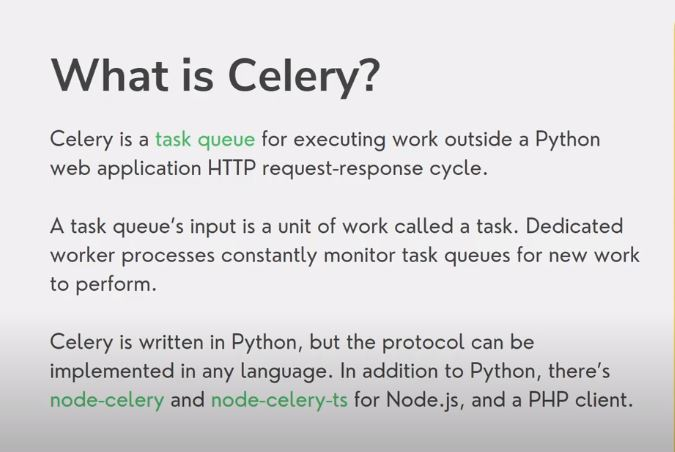 What is Celery?
Celery is a task queue for executing work outside a Python
web application HTTP request-response cycle.
A task queue's input is a unit of work called a task. Dedicated
worker processes constantly monitor task queues for new work
to perform.
Celery is written in Python, but the protocol can be
implemented in any language. In addition to Python, there's
node-celery and node-celery-ts for Node.js, and a PHP client.